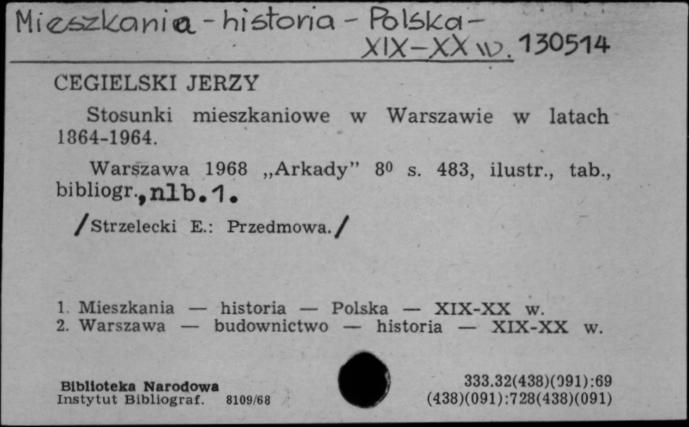 Mieszkania - historia - Polska -
XIX-XX w. 130514
CEGIELSKI JERZY
Stosunki mieszkaniowe w Warszawie w latach
1864-1964.
Warszawa 1968 „Arkady” 8⁰ s. 483, ilustr., tab.,
bibliogr., nlb. 1.
/Strzelecki E.: Przedmowa./
1. Mieszkania — historia — Polska — XIX-XX w.
2. Warszawa — budownictwo — historia — XIX-XX w.
Biblioteka Narodowa 333.32(438)(091):69
Instytut Bibliograf. 8109/68 (438)(091):728(438)(091)